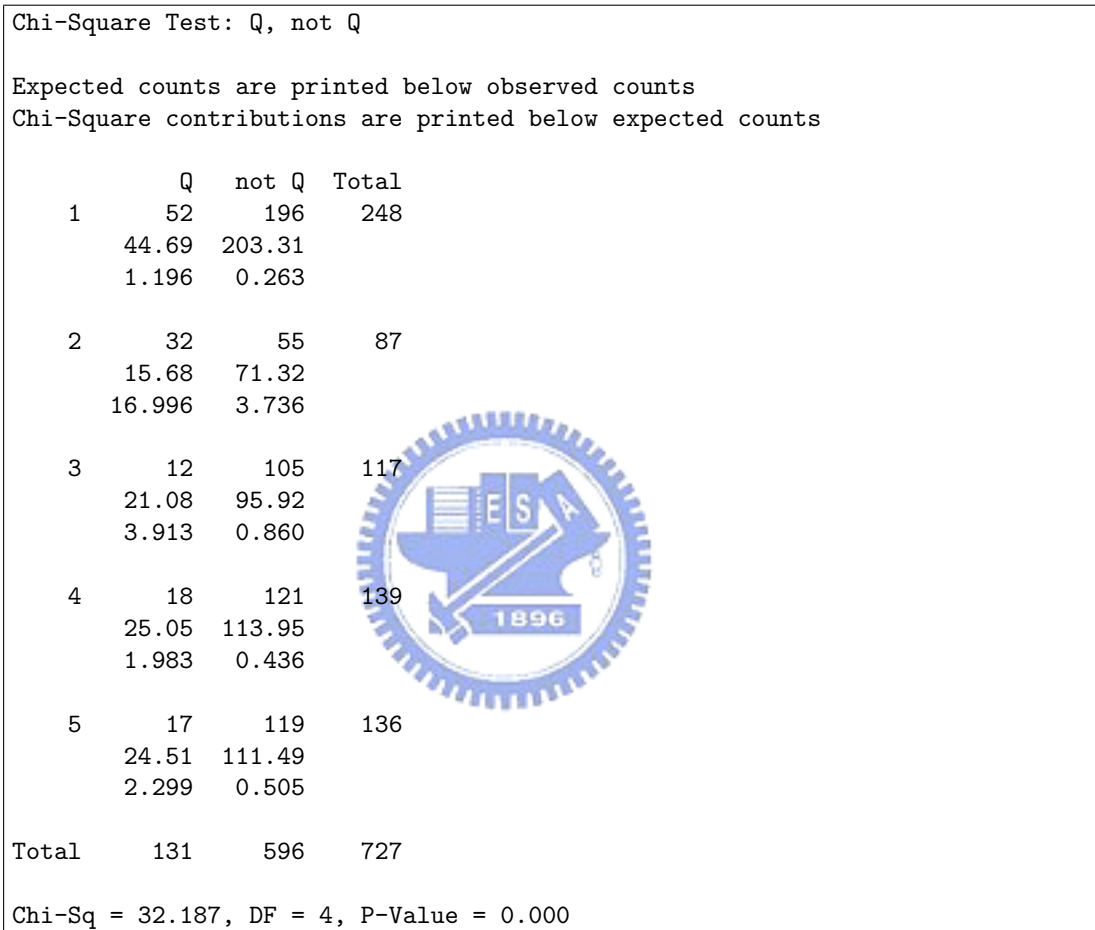 Chi-Square Test: Q, not Q
Expected counts are printed below observed counts
Chi-Square contributions are printed below expected counts
Q not Q Total
1 52 196 248
44.69 203.31
1.196 0.263
2 32 55 87
15.68 71.32
16.996 3.736
3 12 105 117
21.08 95.92
3.913 0.860
4 18 121 139
25.05 113.95
1.983 0.436
5 17 119 136
24.51 111.49
2.299 0.505
Total 131 596 727
Chi-Sq = 32.187, DF = 4, P-Value = 0.000
E S A
1896